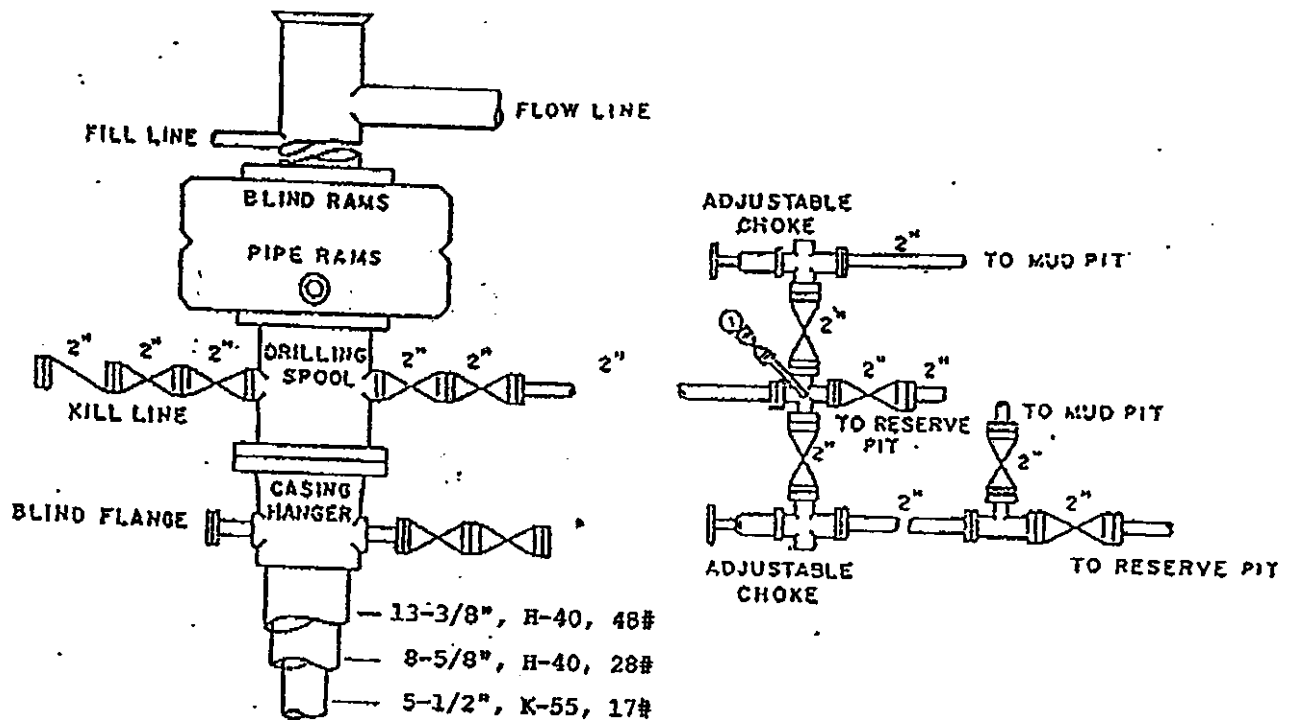 FLOW LINE
FILL LINE
BLIND RAMS
PIPE RAMS
2" 2" 2"
DRILLING
SPOOL
2" 2" 2"
KILL LINE
CASING
HANGER
BLIND FLANGE
13-3/8", H-40, 48#
8-5/8", H-40, 28#
5-1/2", K-55, 17#
ADJUSTABLE
CHOKE
2"
TO MUD PIT
2"
2" 2"
TO RESERVE
PIT
TO MUD PIT
2"
2"
2"
2"
TO RESERVE PIT
ADJUSTABLE
CHOKE